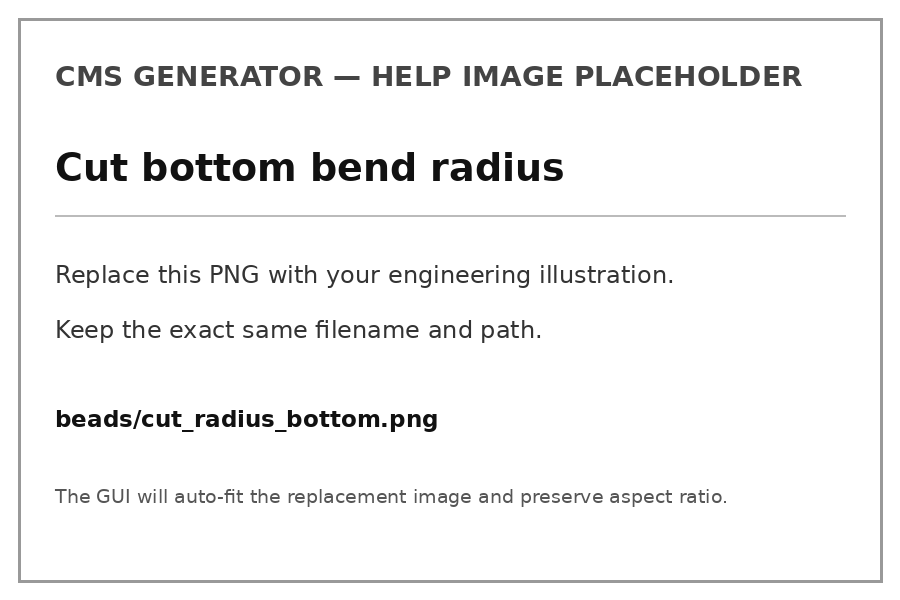 CMS GENERATOR — HELP IMAGE PLACEHOLDER
Cut bottom bend radius
Replace this PNG with your engineering illustration.
Keep the exact same filename and path.
beads/cut_radius_bottom.png
The GUI will auto-fit the replacement image and preserve aspect ratio.